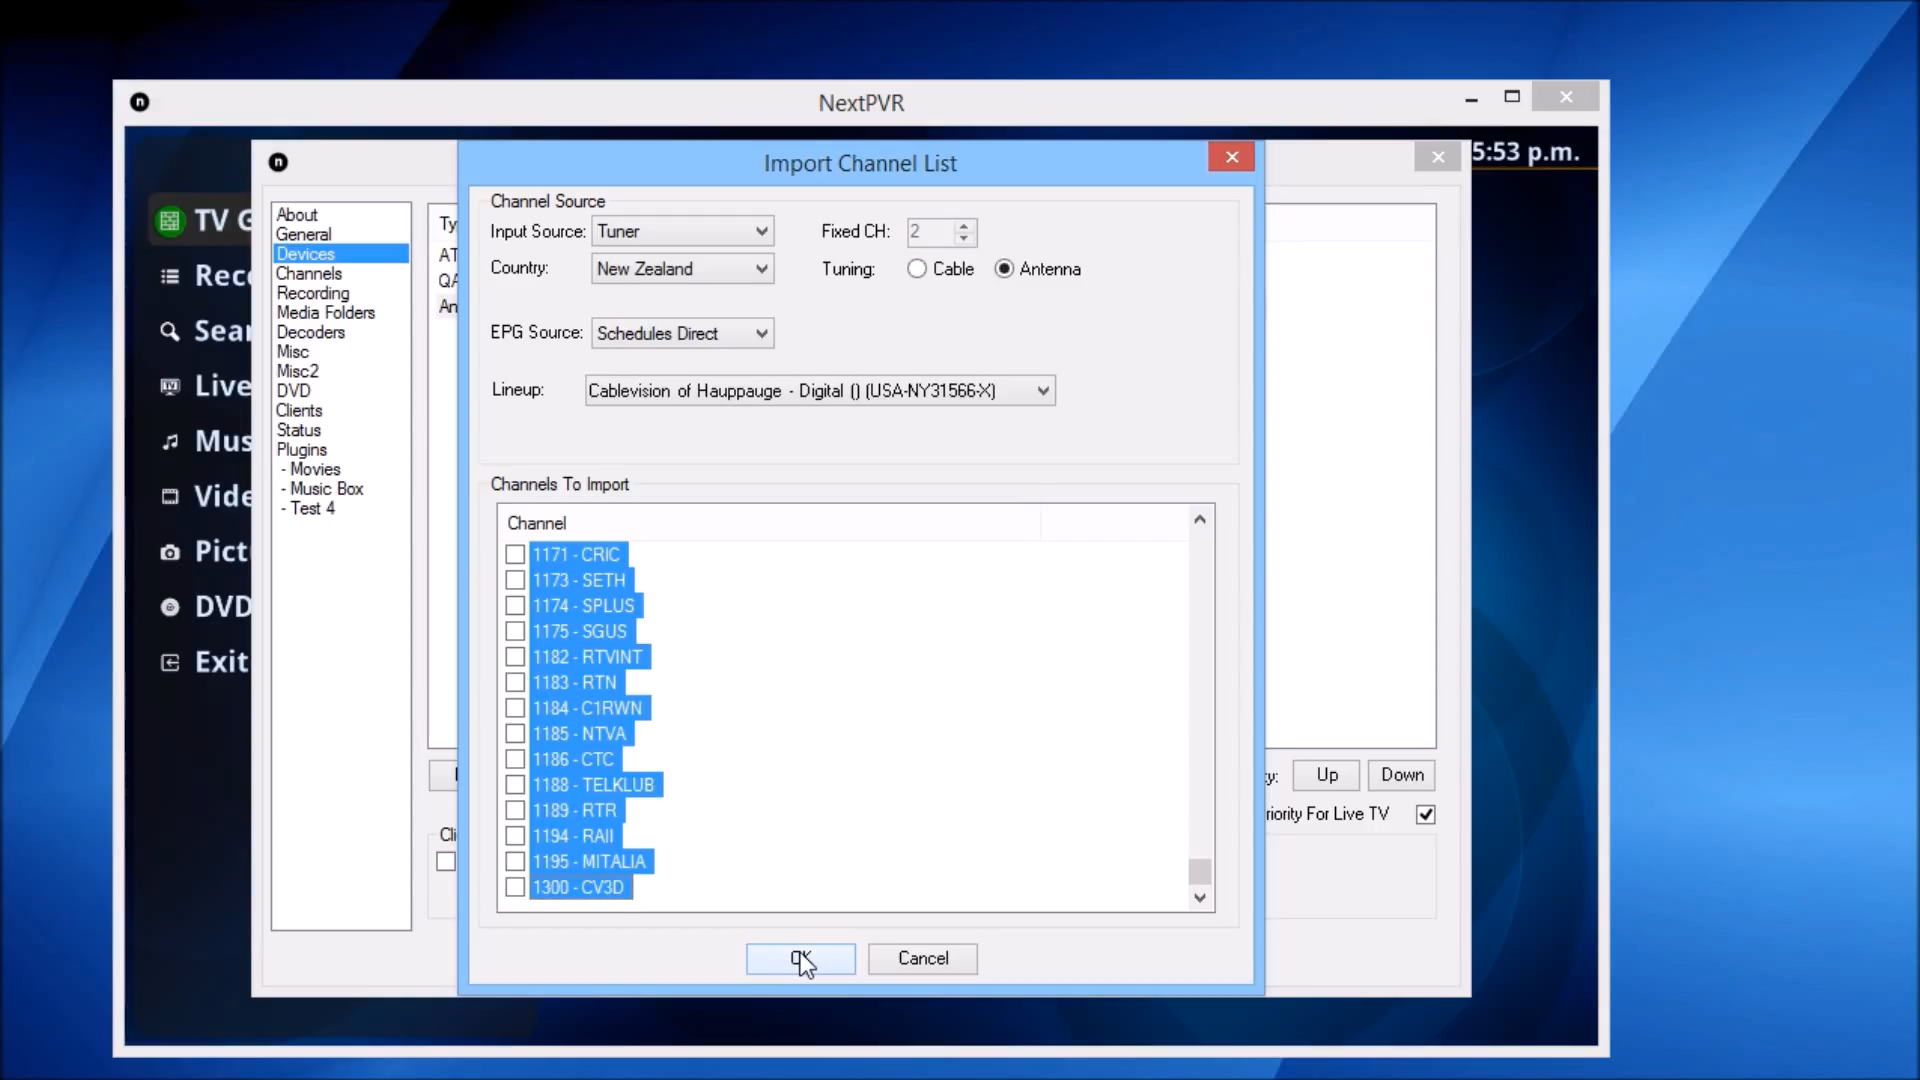 NextPVR
5:53 p.m.
Import Channel List
TV G
Rec
Sea
Live
Mus
Vide
Pict
DVD
Exit
About
General
Devices
Channels
Recording
Media Folders
Decoders
Misc
Misc2
DVD
Clients
Status
Plugins
- Movies
- Music Box
- Test 4
Ty
AT
QA
An
Channel Source
Input Source: Tuner Fixed CH: 2
Country: New Zealand Tuning: Cable Antenna
EPG Source: Schedules Direct
Lineup: Cablevision of Hauppauge - Digital () (USA-NY31566-X)
Channels To Import
Channel
1171 - CRIC
1173 - SETH
1174 - SPLUS
1175 - SGUS
1182 - RTVINT
1183 - RTN
1184 - C1RWN
1185 - NTVA
1186 - CTC
1188 - TELKLUB
1189 - RTR
1194 - RAII
1195 - MITALIA
1300 - CV3D
y: Up Down
riority For Live TV
Cli
OK Cancel